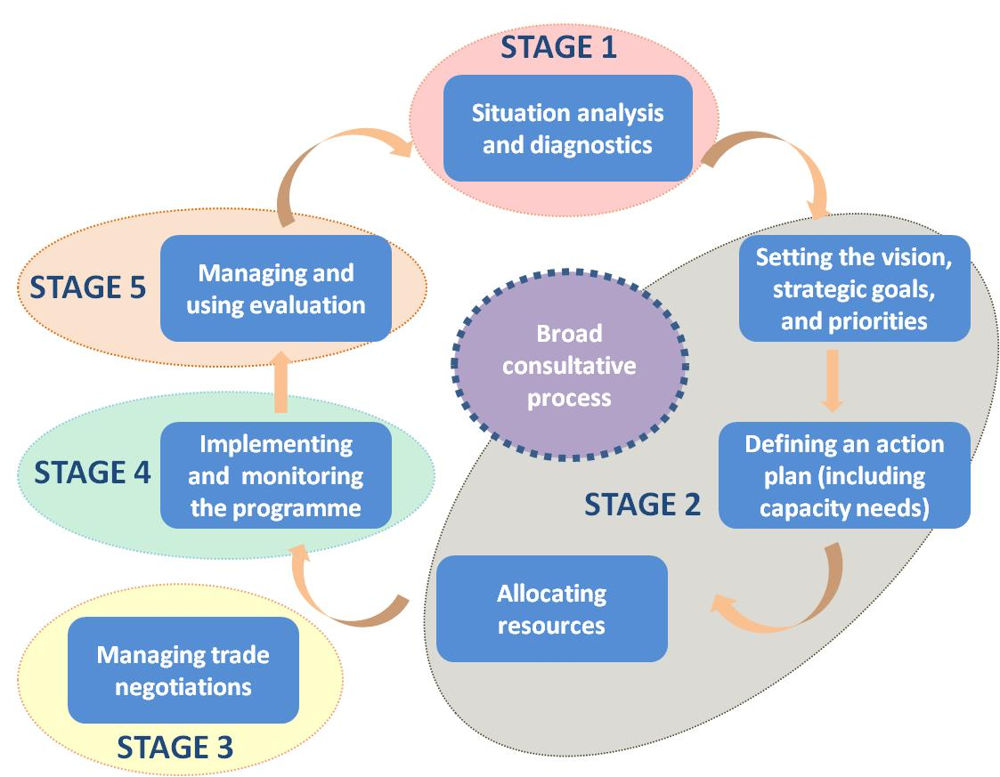 STAGE 1
Situation analysis
and diagnostics
Setting the vision,
strategic goals,
and priorities
Defining an action
plan (including
capacity needs)
STAGE 2
Allocating
resources
Broad
consultative
process
Managing trade
negotiations
STAGE 3
STAGE 4
Implementing
and monitoring
the programme
STAGE 5
Managing and
using evaluation